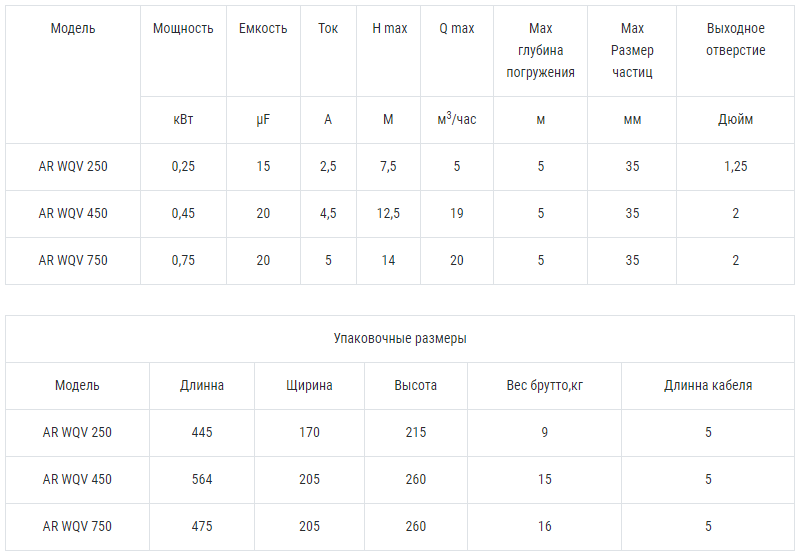 Модель Мощность Емкость Ток H max Q max Max глубина погружения Max Размер частиц Выходное отверстие
кВт µF А М м³/час м мм Дюйм
AR WQV 250 0,25 15 2,5 7,5 5 5 35 1,25
AR WQV 450 0,45 20 4,5 12,5 19 5 35 2
AR WQV 750 0,75 20 5 14 20 5 35 2
Упаковочные размеры
Модель Длинна Щирина Высота Вес брутто,кг Длинна кабеля
AR WQV 250 445 170 215 9 5
AR WQV 450 564 205 260 15 5
AR WQV 750 475 205 260 16 5